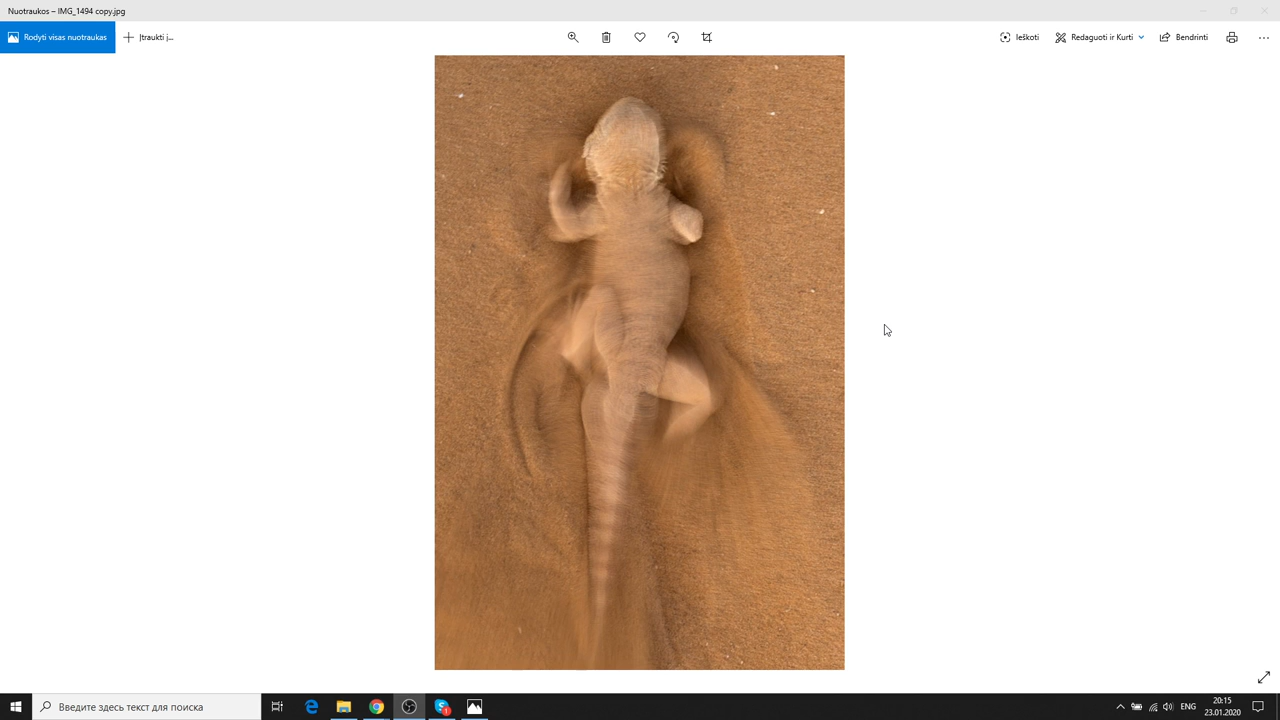 Nuotraukos – IMG_1494 copy.jpg
Rodyti visas nuotraukas
Įtraukti į...
Ieškoti
Redaguoti ir Kurti
Bendrinti
Введите здесь текст для поиска
ENG
20:15
23.01.2020